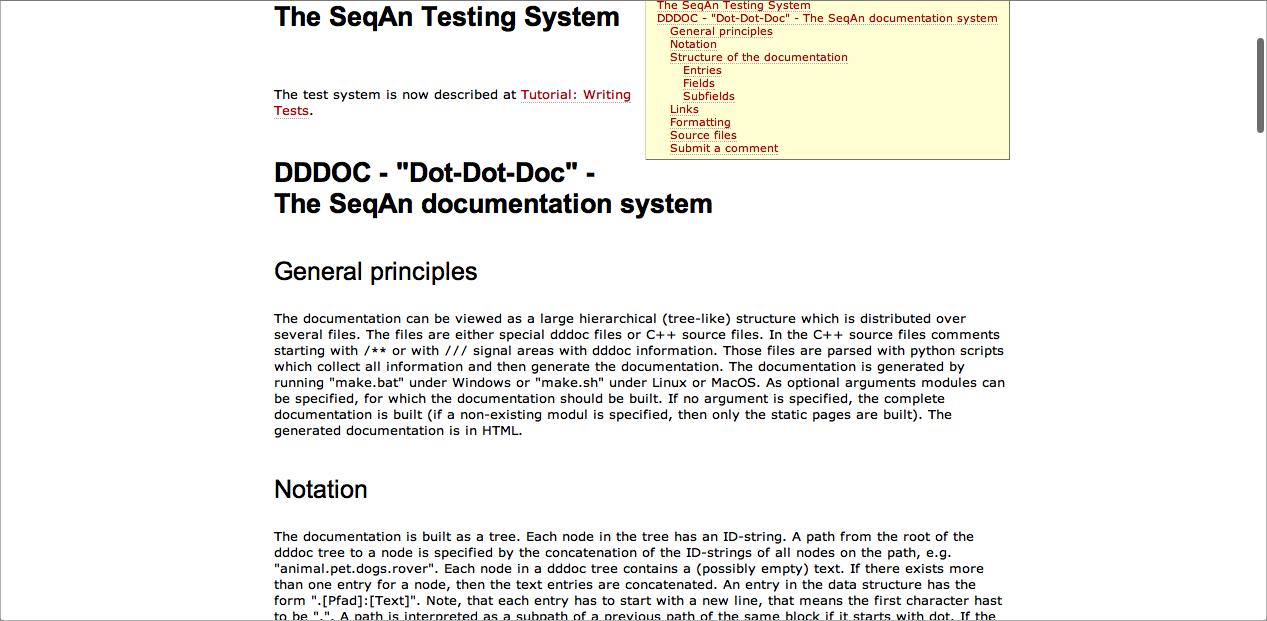 The SeqAn Testing System
The SeqAn Testing System
DDDOC - "Dot-Dot-Doc" - The SeqAn documentation system
General principles
Notation
Structure of the documentation
Entries
Fields
Subfields
Links
Formatting
Source files
Submit a comment
The test system is now described at Tutorial: Writing
Tests.
DDDOC - "Dot-Dot-Doc" -
The SeqAn documentation system
General principles
The documentation can be viewed as a large hierarchical (tree-like) structure which is distributed over
several files. The files are either special dddoc files or C++ source files. In the C++ source files comments
starting with /** or with /// signal areas with dddoc information. Those files are parsed with python scripts
which collect all information and then generate the documentation. The documentation is generated by
running "make.bat" under Windows or "make.sh" under Linux or MacOS. As optional arguments modules can
be specified, for which the documentation should be built. If no argument is specified, the complete
documentation is built (if a non-existing modul is specified, then only the static pages are built). The
generated documentation is in HTML.
Notation
The documentation is built as a tree. Each node in the tree has an ID-string. A path from the root of the
dddoc tree to a node is specified by the concatenation of the ID-strings of all nodes on the path, e.g.
"animal.pet.dogs.rover". Each node in a dddoc tree contains a (possibly empty) text. If there exists more
than one entry for a node, then the text entries are concatenated. An entry in the data structure has the
form ".[Pfad]:[Text]". Note, that each entry has to start with a new line, that means the first character hast
to be ".". A path is interpreted as a subpath of a previous path of the same block if it starts with dot. If the